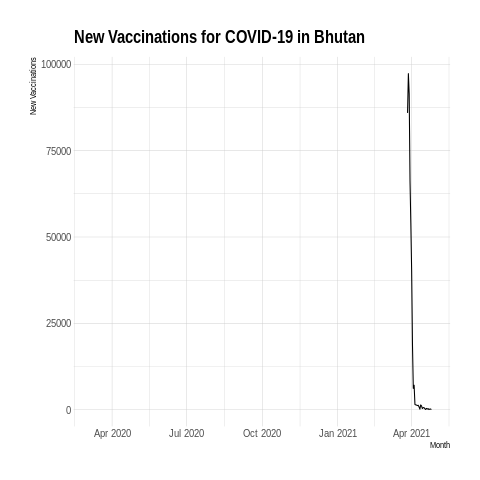 New Vaccinations for COVID-19 in Bhutan
New Vaccinations
100000
75000
50000
25000
0
Apr 2020 Jul 2020 Oct 2020 Jan 2021 Apr 2021
Month